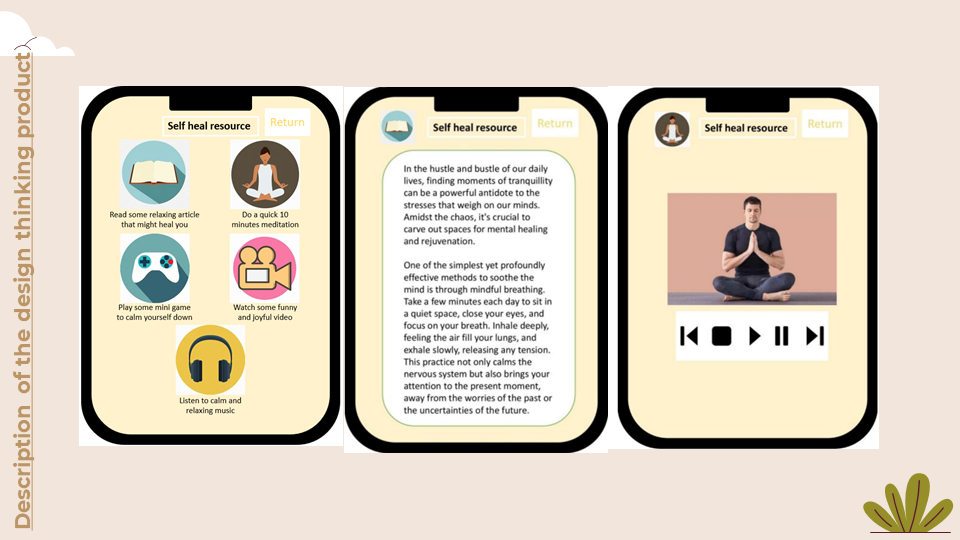 Description of the design thinking product
Self heal resource
Return
Read some relaxing article
that might heal you
Do a quick 10
minutes meditation
Play some mini game
to calm yourself down
Watch some funny
and joyful video
Listen to calm and
relaxing music
Self heal resource
Return
In the hustle and bustle of our daily
lives, finding moments of tranquillity
can be a powerful antidote to the
stresses that weigh on our minds.
Amidst the chaos, it's crucial to
carve out spaces for mental healing
and rejuvenation.
One of the simplest yet profoundly
effective methods to soothe the
mind is through mindful breathing.
Take a few minutes each day to sit in
a quiet space, close your eyes, and
focus on your breath. Inhale deeply,
feeling the air fill your lungs, and
exhale slowly, releasing any tension.
This practice not only calms the
nervous system but also brings your
attention to the present moment,
away from the worries of the past or
the uncertainties of the future.
Self heal resource
Return